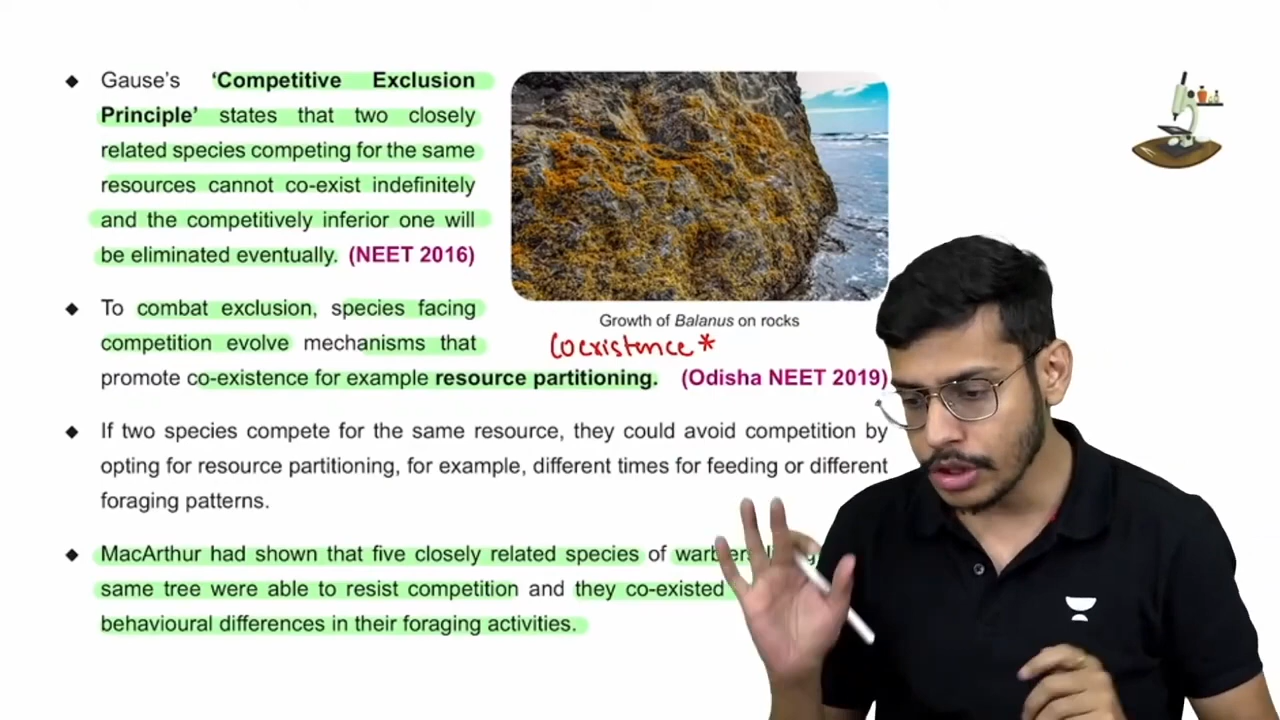 ◆ Gause’s ‘Competitive Exclusion
Principle’ states that two closely
related species competing for the same
resources cannot co-exist indefinitely
and the competitively inferior one will
be eliminated eventually. (NEET 2016)
Growth of Balanus on rocks
◆ To combat exclusion, species facing
competition evolve mechanisms that
Coexistence *
promote co-existence for example resource partitioning. (Odisha NEET 2019)
◆ If two species compete for the same resource, they could avoid competition by
opting for resource partitioning, for example, different times for feeding or different
foraging patterns.
◆ MacArthur had shown that five closely related species of
same tree were able to resist competition and they co-existed
behavioural differences in their foraging activities.